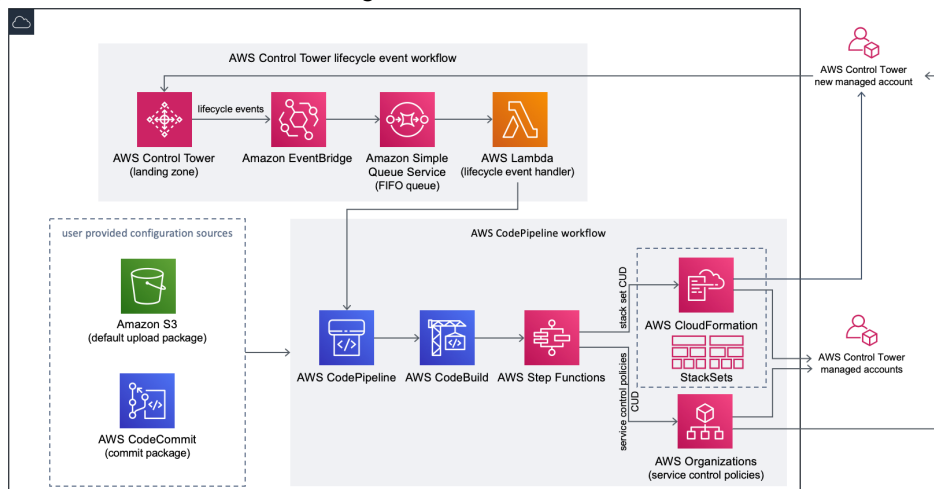 AWS Control Tower lifecycle event workflow
AWS Control Tower
new managed account
lifecycle events
AWS Control Tower
(landing zone)
Amazon EventBridge
Amazon Simple
Queue Service
(FIFO queue)
AWS Lambda
(lifecycle event handler)
user provided configuration sources
Amazon S3
(default upload package)
AWS CodeCommit
(commit package)
AWS CodePipeline workflow
AWS CodePipeline
AWS CodeBuild
AWS Step Functions
stack set CUD
service control policies
CUD
AWS CloudFormation
StackSets
AWS Organizations
(service control policies)
AWS Control Tower
managed accounts